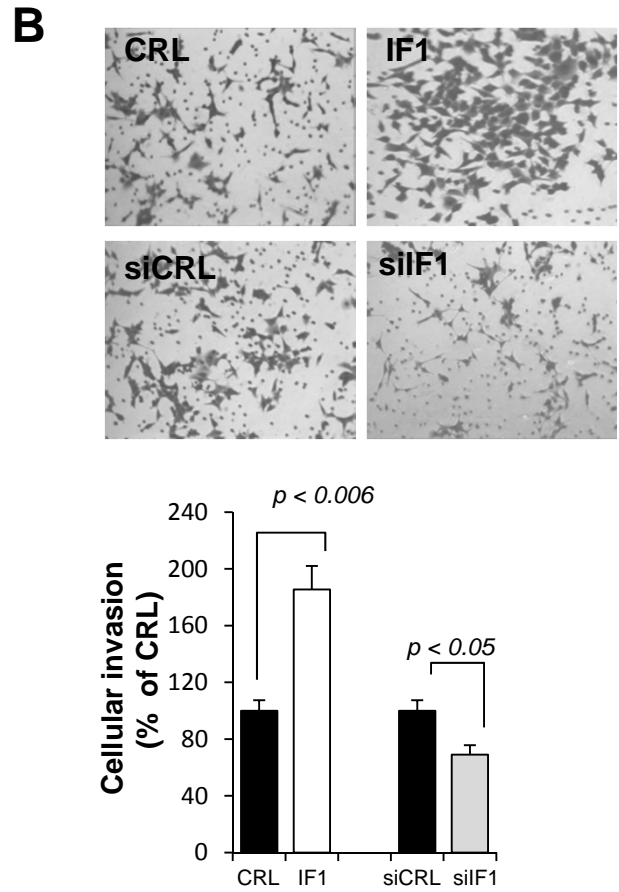 B
CRL
IF1
siCRL
siIF1
p < 0.006
240
200
160
120
80
40
0
p < 0.05
Cellular invasion
(% of CRL)
CRL IF1 siCRL siIF1